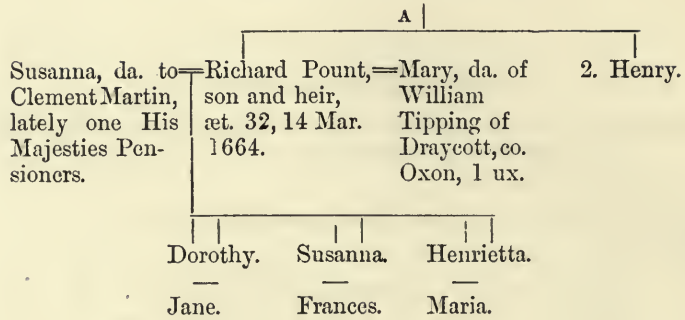 A
Susanna, da. to
Clement Martin,
lately one His
Majesties Pen-
sioners.
Richard Pount,
son and heir,
æt. 32, 14 Mar.
1664.
Mary, da. of
William
Tipping of
Draycott, co.
Oxon, 1 ux.
2. Henry.
Dorothy. Susanna. Henrietta.
Jane. Frances. Maria.